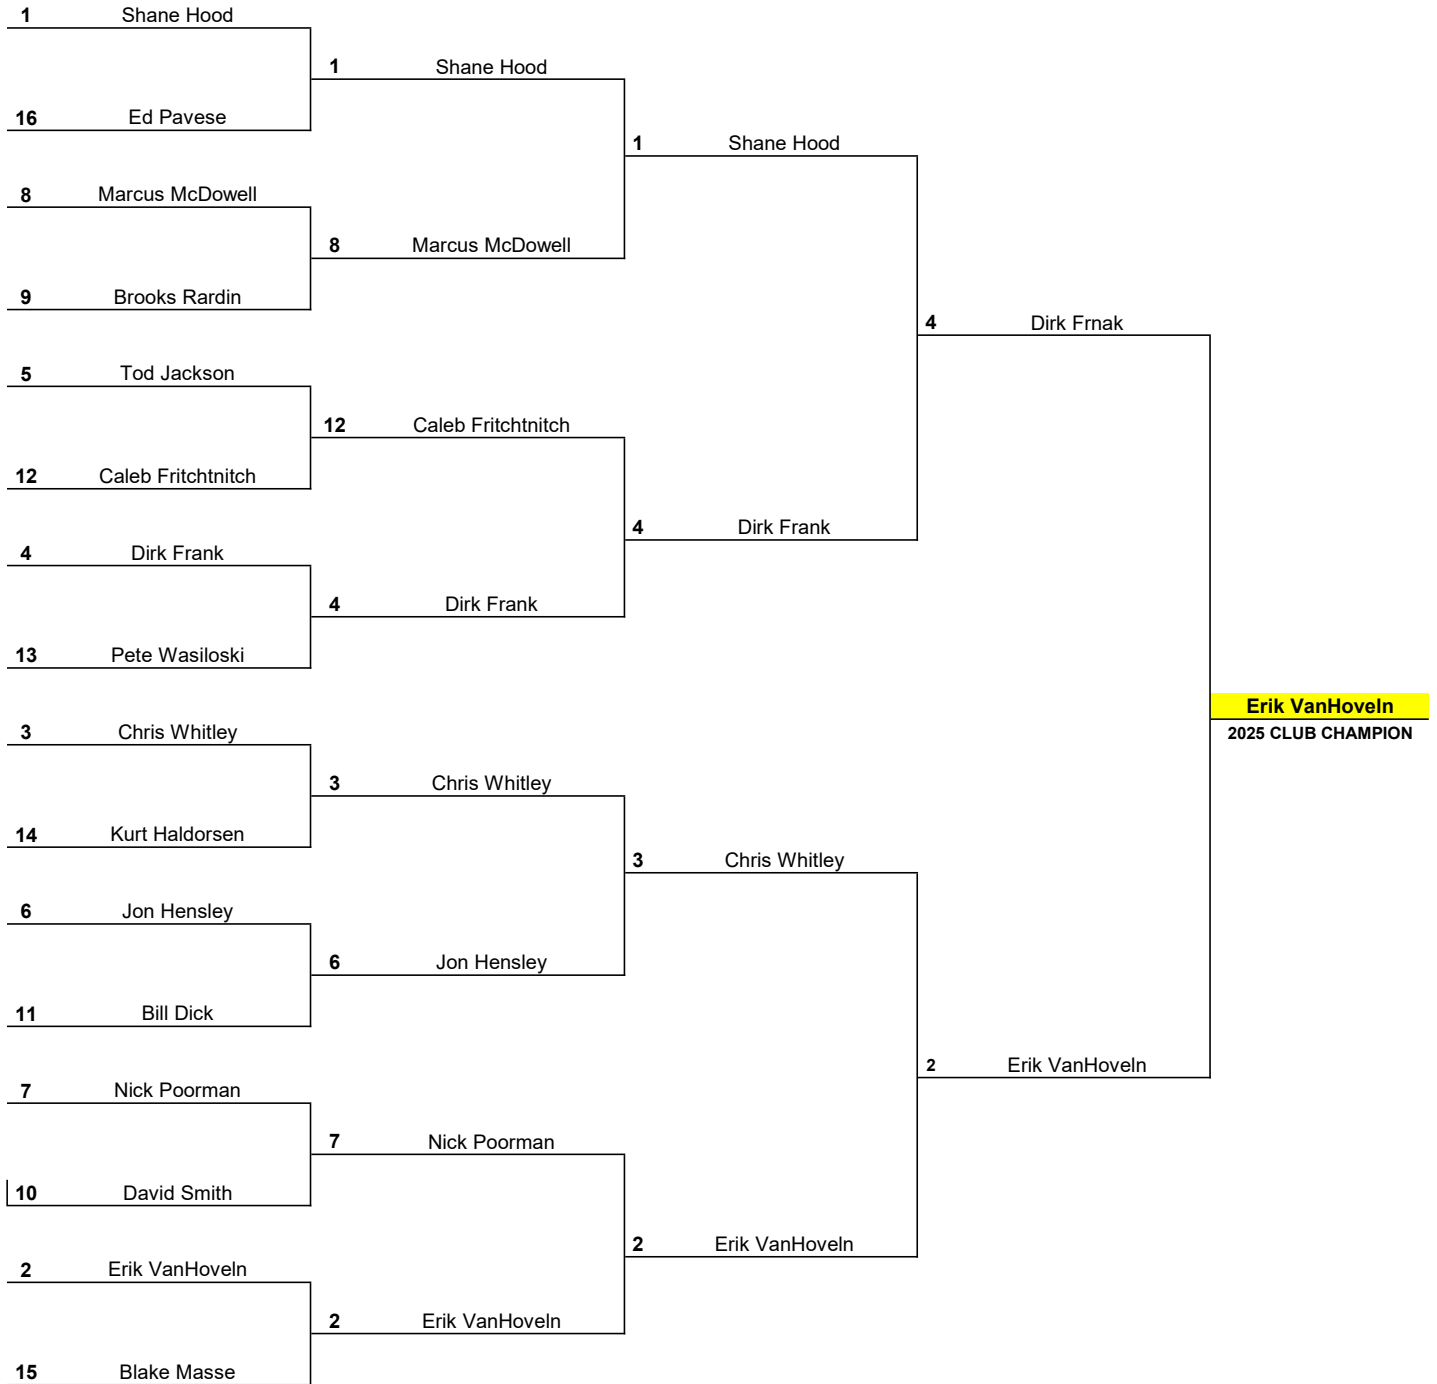 1 Shane Hood
1 Shane Hood
16 Ed Pavese
1 Shane Hood
8 Marcus McDowell
8 Marcus McDowell
9 Brooks Rardin
4 Dirk Frnak
5 Tod Jackson
12 Caleb Fritchtnitch
12 Caleb Fritchtnitch
4 Dirk Frank
4 Dirk Frank
4 Dirk Frank
13 Pete Wasiloski
Erik VanHoveln
2025 CLUB CHAMPION
3 Chris Whitley
3 Chris Whitley
14 Kurt Haldorsen
3 Chris Whitley
6 Jon Hensley
6 Jon Hensley
11 Bill Dick
2 Erik VanHoveln
7 Nick Poorman
7 Nick Poorman
10 David Smith
2 Erik VanHoveln
2 Erik VanHoveln
2 Erik VanHoveln
15 Blake Masse